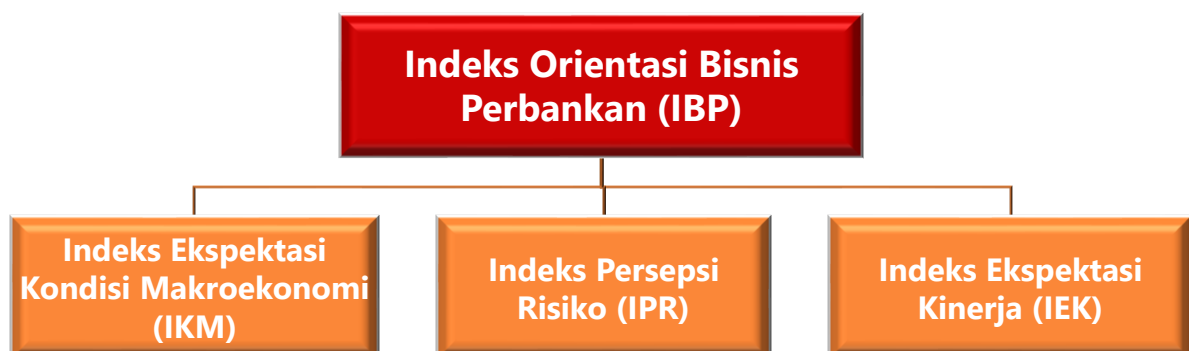 Indeks Orientasi Bisnis
Perbankan (IBP)
Indeks Ekspektasi
Kondisi Makroekonomi
(IKM)
Indeks Persepsi
Risiko (IPR)
Indeks Ekspektasi
Kinerja (IEK)